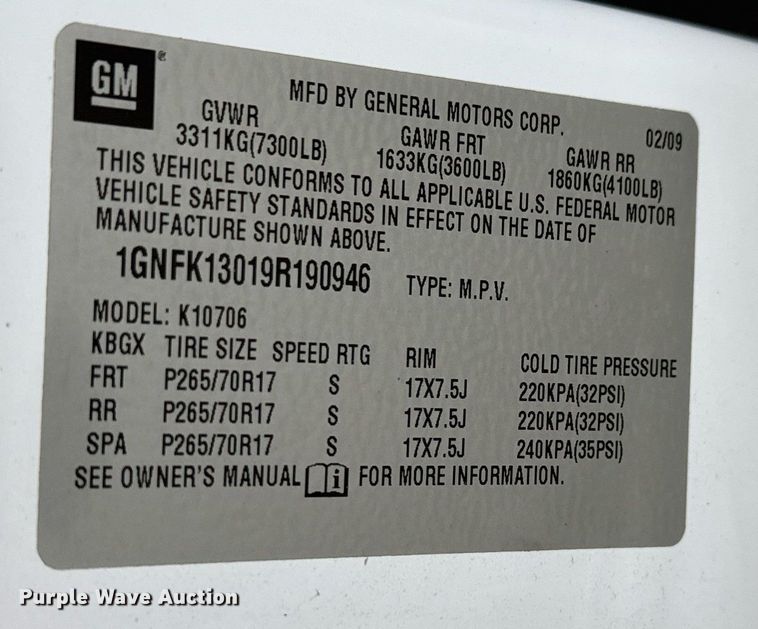 GM®
MFD BY GENERAL MOTORS CORP. 02/09
GVWR GAWR FRT GAWR RR
3311KG(7300LB) 1633KG(3600LB) 1860KG(4100LB)
THIS VEHICLE CONFORMS TO ALL APPLICABLE U.S. FEDERAL MOTOR
VEHICLE SAFETY STANDARDS IN EFFECT ON THE DATE OF
MANUFACTURE SHOWN ABOVE.
1GNFK13019R190946 TYPE: M.P.V.
MODEL: K10706
KBGX TIRE SIZE SPEED RTG RIM COLD TIRE PRESSURE
FRT P265/70R17 S 17X7.5J 220KPA(32PSI)
RR P265/70R17 S 17X7.5J 220KPA(32PSI)
SPA P265/70R17 S 17X7.5J 240KPA(35PSI)
SEE OWNER'S MANUAL i FOR MORE INFORMATION.
Purple Wave Auction